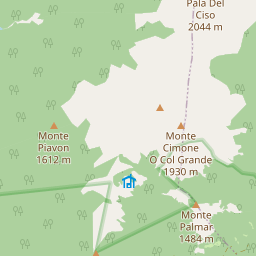 Pala Del
Ciso
2044 m
Monte
Piavon
1612 m
Monte
Cimone
O Col Grande
1930 m
Monte
Palmar
1484 m